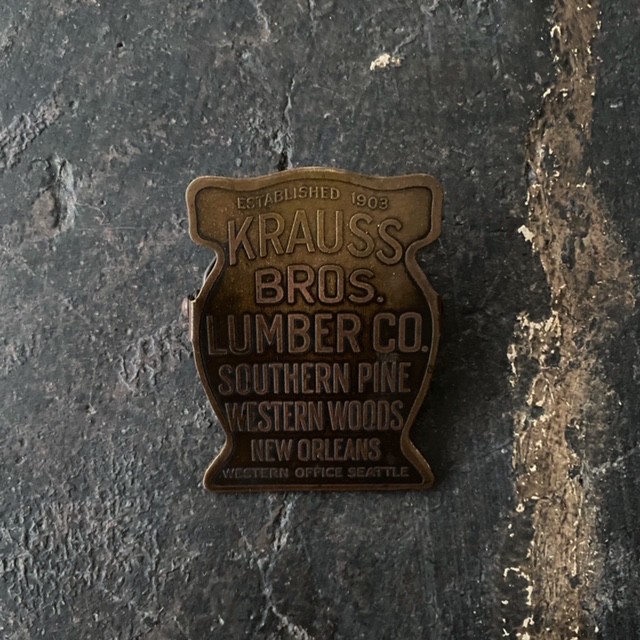 ESTABLISHED 1903
KRAUSS
BROS.
LUMBER CO.
SOUTHERN PINE
WESTERN WOODS
NEW ORLEANS
WESTERN OFFICE SEATTLE